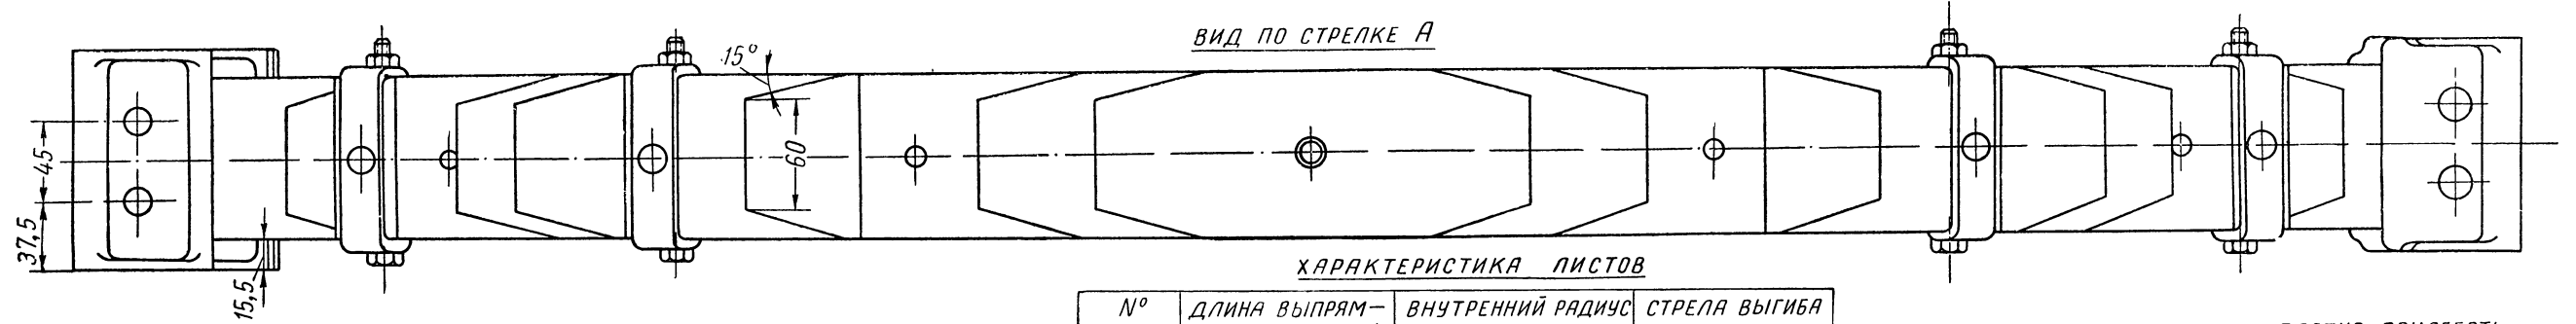 ВИД ПО СТРЕЛКЕ А
15°
60
45
37,5
15,5
ХАРАКТЕРИСТИКА ЛИСТОВ
№ ДЛИНА ВЫПРЯМ- ВНУТРЕННИЙ РАДИУС СТРЕЛА ВЫГИБА